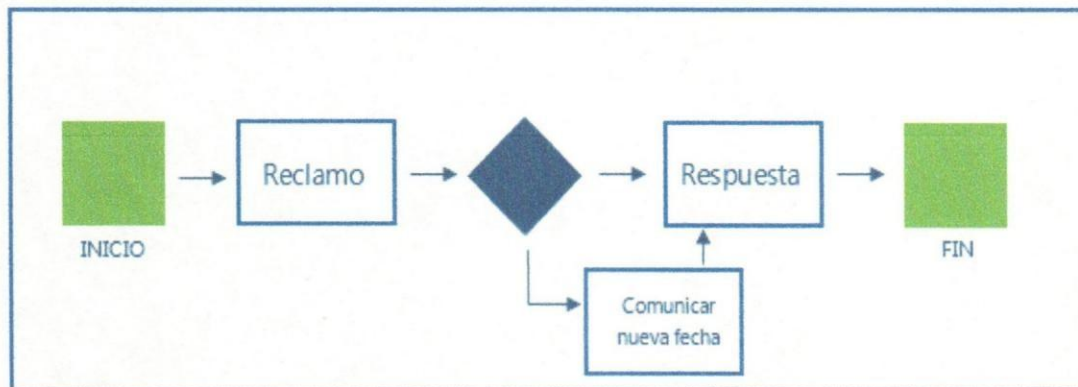 Reclamo
Respuesta
INICIO
FIN
Comunicar
nueva fecha